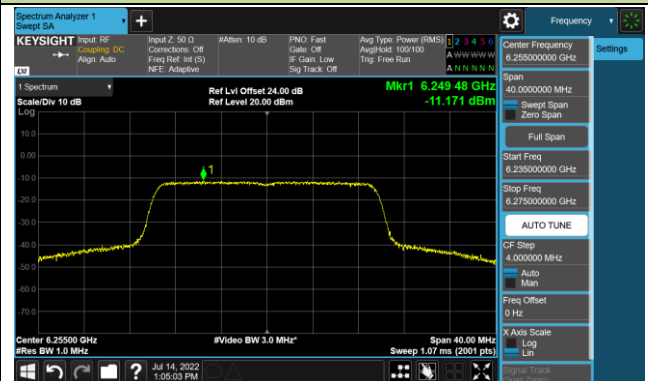 Spectrum Analyzer 1
Swept SA
+
Frequency
KEYSIGHT
Input: RF
Coupling: DC
Align: Auto
Input Z: 50 Ω
Corrections: Off
Freq Ref: Int (S)
NFE: Adaptive
#Atten: 10 dB
PNO: Fast
Gate: Off
IF Gain: Low
Sig Track: Off
Avg Type: Power (RMS)
Avg|Hold: 100/100
Trig: Free Run
1 2 3 4 5 6
A W W W W W
A N N N N N
LXI
1 Spectrum
Scale/Div 10 dB
Ref Lvl Offset 24.00 dB
Ref Level 20.00 dBm
Mkr1 6.249 48 GHz
-11.171 dBm
Log
10.0
0.00
-10.0
-20.0
-30.0
-40.0
-50.0
-60.0
-70.0
1
Center 6.25500 GHz
#Res BW 1.0 MHz
#Video BW 3.0 MHz*
Span 40.00 MHz
Sweep 1.07 ms (2001 pts)
?
Jul 14, 2022
1:05:03 PM
Center Frequency
6.255000000 GHz
Settings
Span
40.0000000 MHz
Swept Span
Zero Span
Full Span
Start Freq
6.235000000 GHz
Stop Freq
6.275000000 GHz
AUTO TUNE
CF Step
4.000000 MHz
Auto
Man
Freq Offset
0 Hz
X Axis Scale
Log
Lin
Signal Track